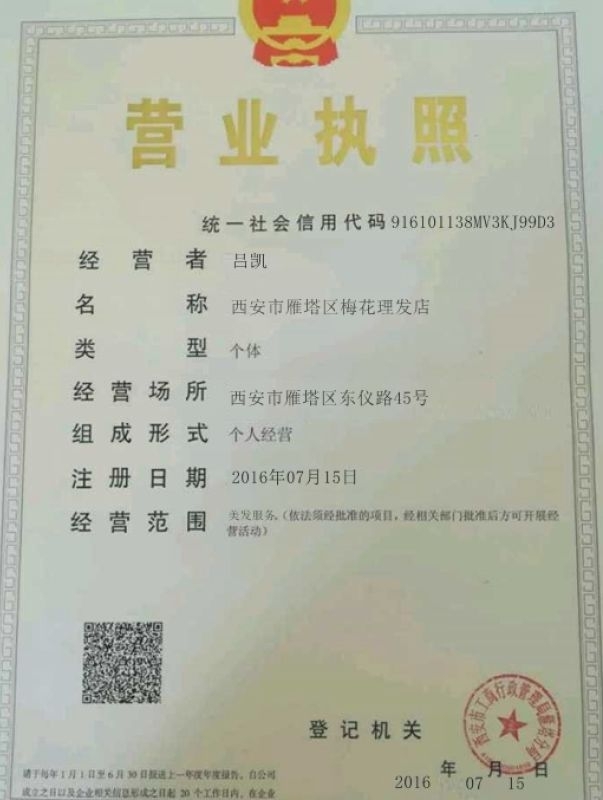 营业执照
统一社会信用代码 916101138MV3KJ99D3
经营者 吕凯
名称 西安市雁塔区梅花理发店
类型 个体
经营场所 西安市雁塔区东仪路45号
组成形式 个人经营
注册日期 2016年07月15日
经营范围 美发服务。(依法须经批准的项目，经相关部门批准后方可开展经
营活动)
登记机关
西安市工商行政管理局雁塔分局
2016年07月15日
请于每年1月1日至6月30日报送上一年度年度报告。自公司
成立之日以及企业相关信息形成之日起 20 个工作日内，在企业